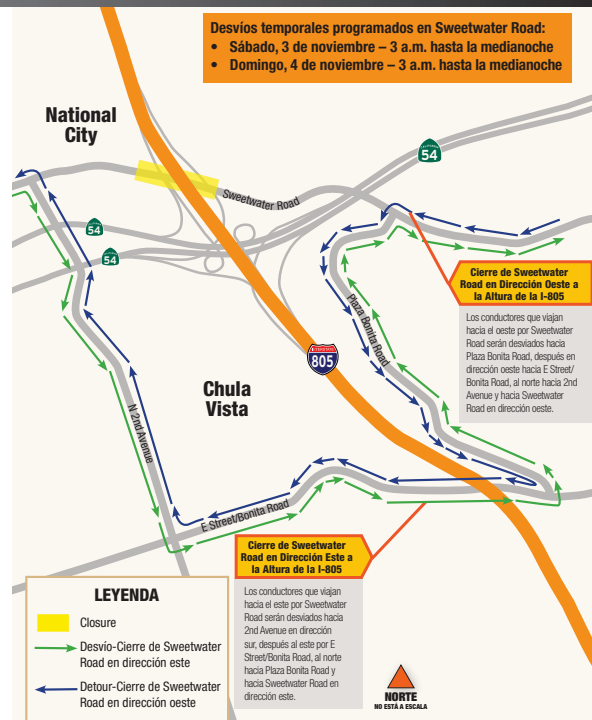 Desvíos temporales programados en Sweetwater Road:
• Sábado, 3 de noviembre – 3 a.m. hasta la medianoche
• Domingo, 4 de noviembre – 3 a.m. hasta la medianoche
National
City
CALIFORNIA
54
Sweetwater Road
54
54
Cierre de Sweetwater
Road en Dirección Oeste a
la Altura de la I-805
Los conductores que viajan
hacia el oeste por Sweetwater
Road serán desviados hacia
Plaza Bonita Road, después en
dirección oeste hacia E Street/
Bonita Road, al norte hacia 2nd
Avenue y hacia Sweetwater
Road en dirección oeste.
Plaza Bonita Road
INTERSTATE
805
Chula
Vista
N 2nd Avenue
E Street/Bonita Road
Cierre de Sweetwater
Road en Dirección Este a
la Altura de la I-805
Los conductores que viajan
hacia el este por Sweetwater
Road serán desviados hacia
2nd Avenue en dirección
sur, después al este por E
Street/Bonita Road, al norte
hacia Plaza Bonita Road y
hacia Sweetwater Road en
dirección este.
LEYENDA
Closure
Desvío-Cierre de Sweetwater
Road en dirección este
Detour-Cierre de Sweetwater
Road en dirección oeste
NORTE
NO ESTÁ A ESCALA